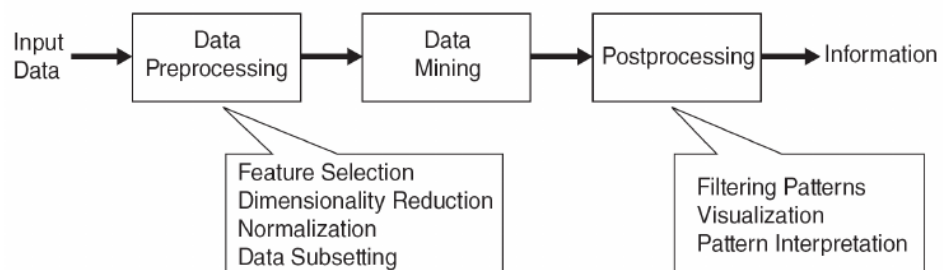 Input
Data
Data
Preprocessing
Data
Mining
Postprocessing
Information
Feature Selection
Dimensionality Reduction
Normalization
Data Subsetting
Filtering Patterns
Visualization
Pattern Interpretation